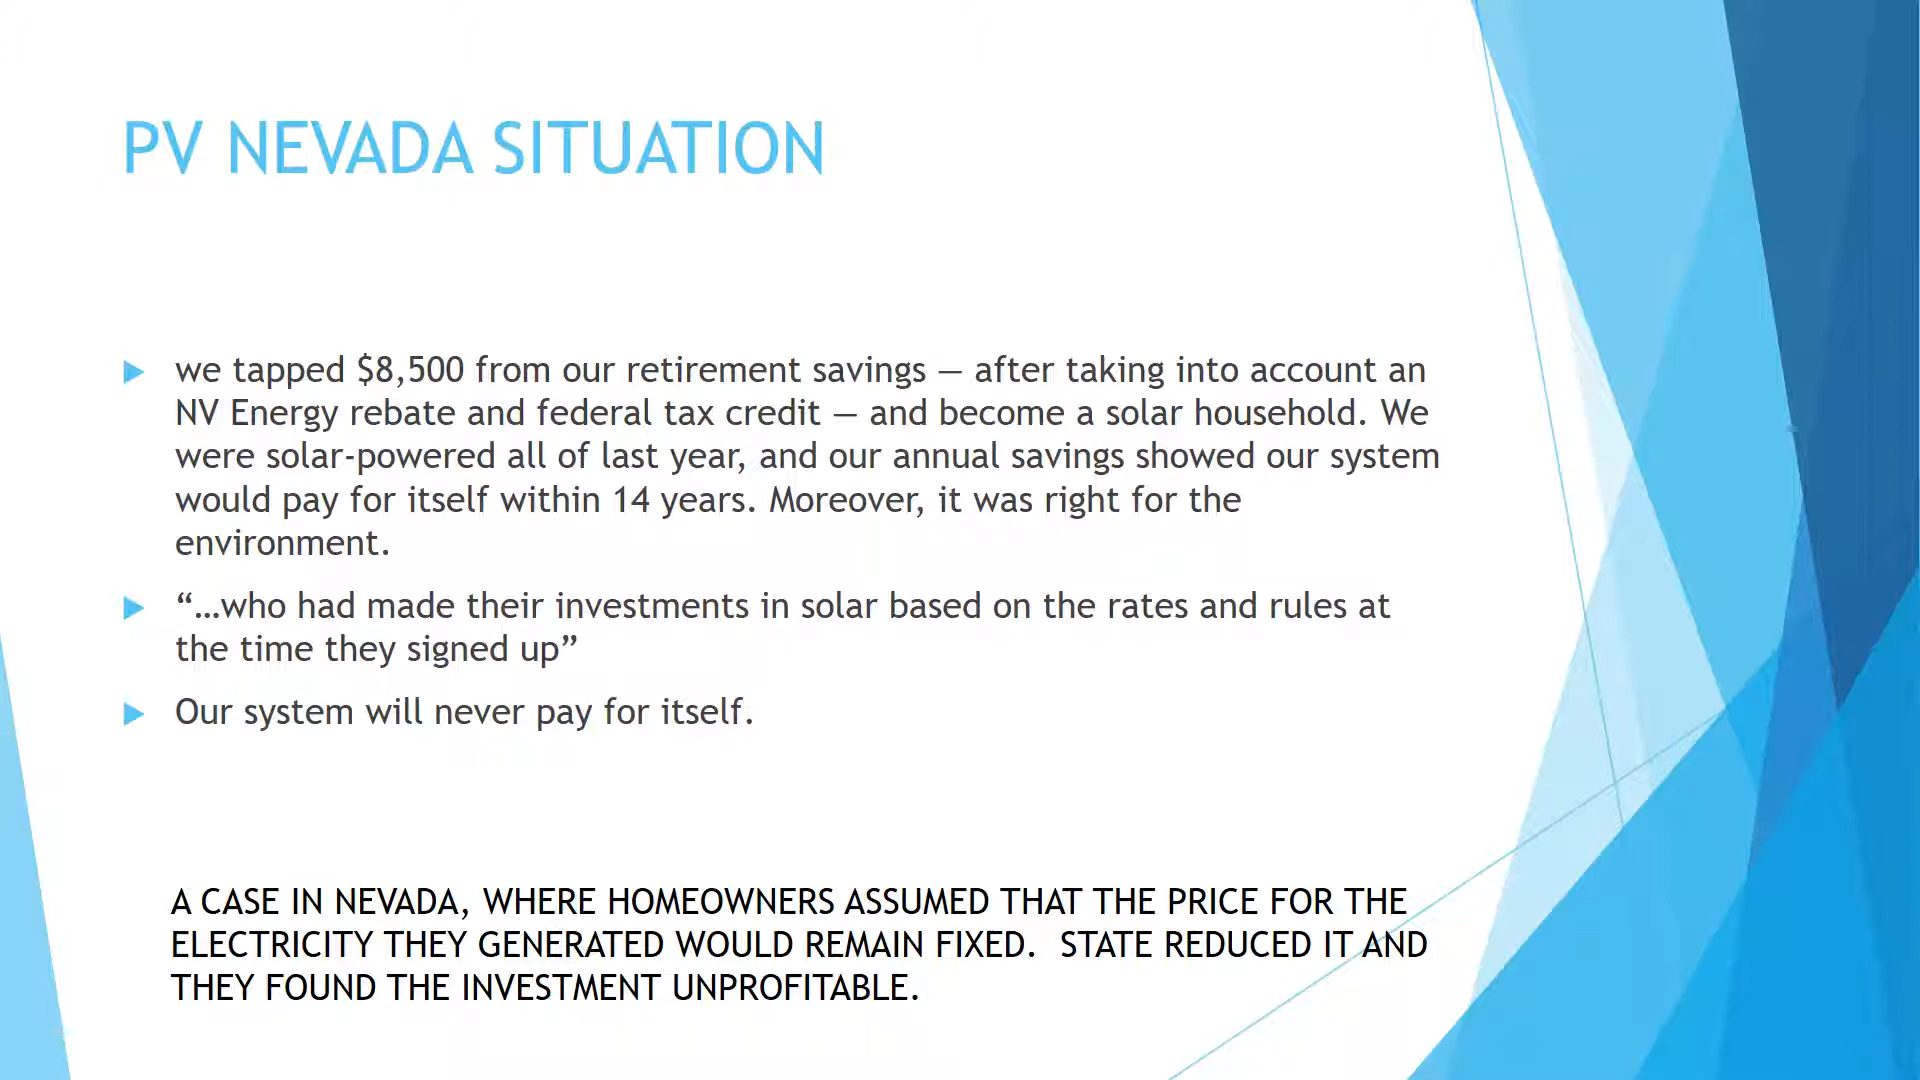 PV NEVADA SITUATION
we tapped $8,500 from our retirement savings — after taking into account an
NV Energy rebate and federal tax credit — and become a solar household. We
were solar-powered all of last year, and our annual savings showed our system
would pay for itself within 14 years. Moreover, it was right for the
environment.
“…who had made their investments in solar based on the rates and rules at
the time they signed up”
Our system will never pay for itself.
A CASE IN NEVADA, WHERE HOMEOWNERS ASSUMED THAT THE PRICE FOR THE
ELECTRICITY THEY GENERATED WOULD REMAIN FIXED.  STATE REDUCED IT AND
THEY FOUND THE INVESTMENT UNPROFITABLE.